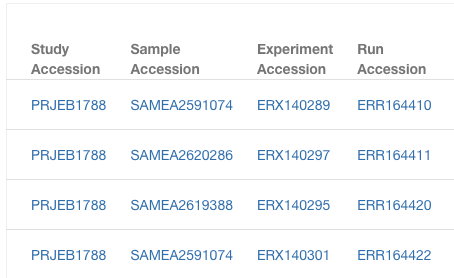 Study Accession Sample Accession Experiment Accession Run Accession
PRJEB1788 SAMEA2591074 ERX140289 ERR164410
PRJEB1788 SAMEA2620286 ERX140297 ERR164411
PRJEB1788 SAMEA2619388 ERX140295 ERR164420
PRJEB1788 SAMEA2591074 ERX140301 ERR164422